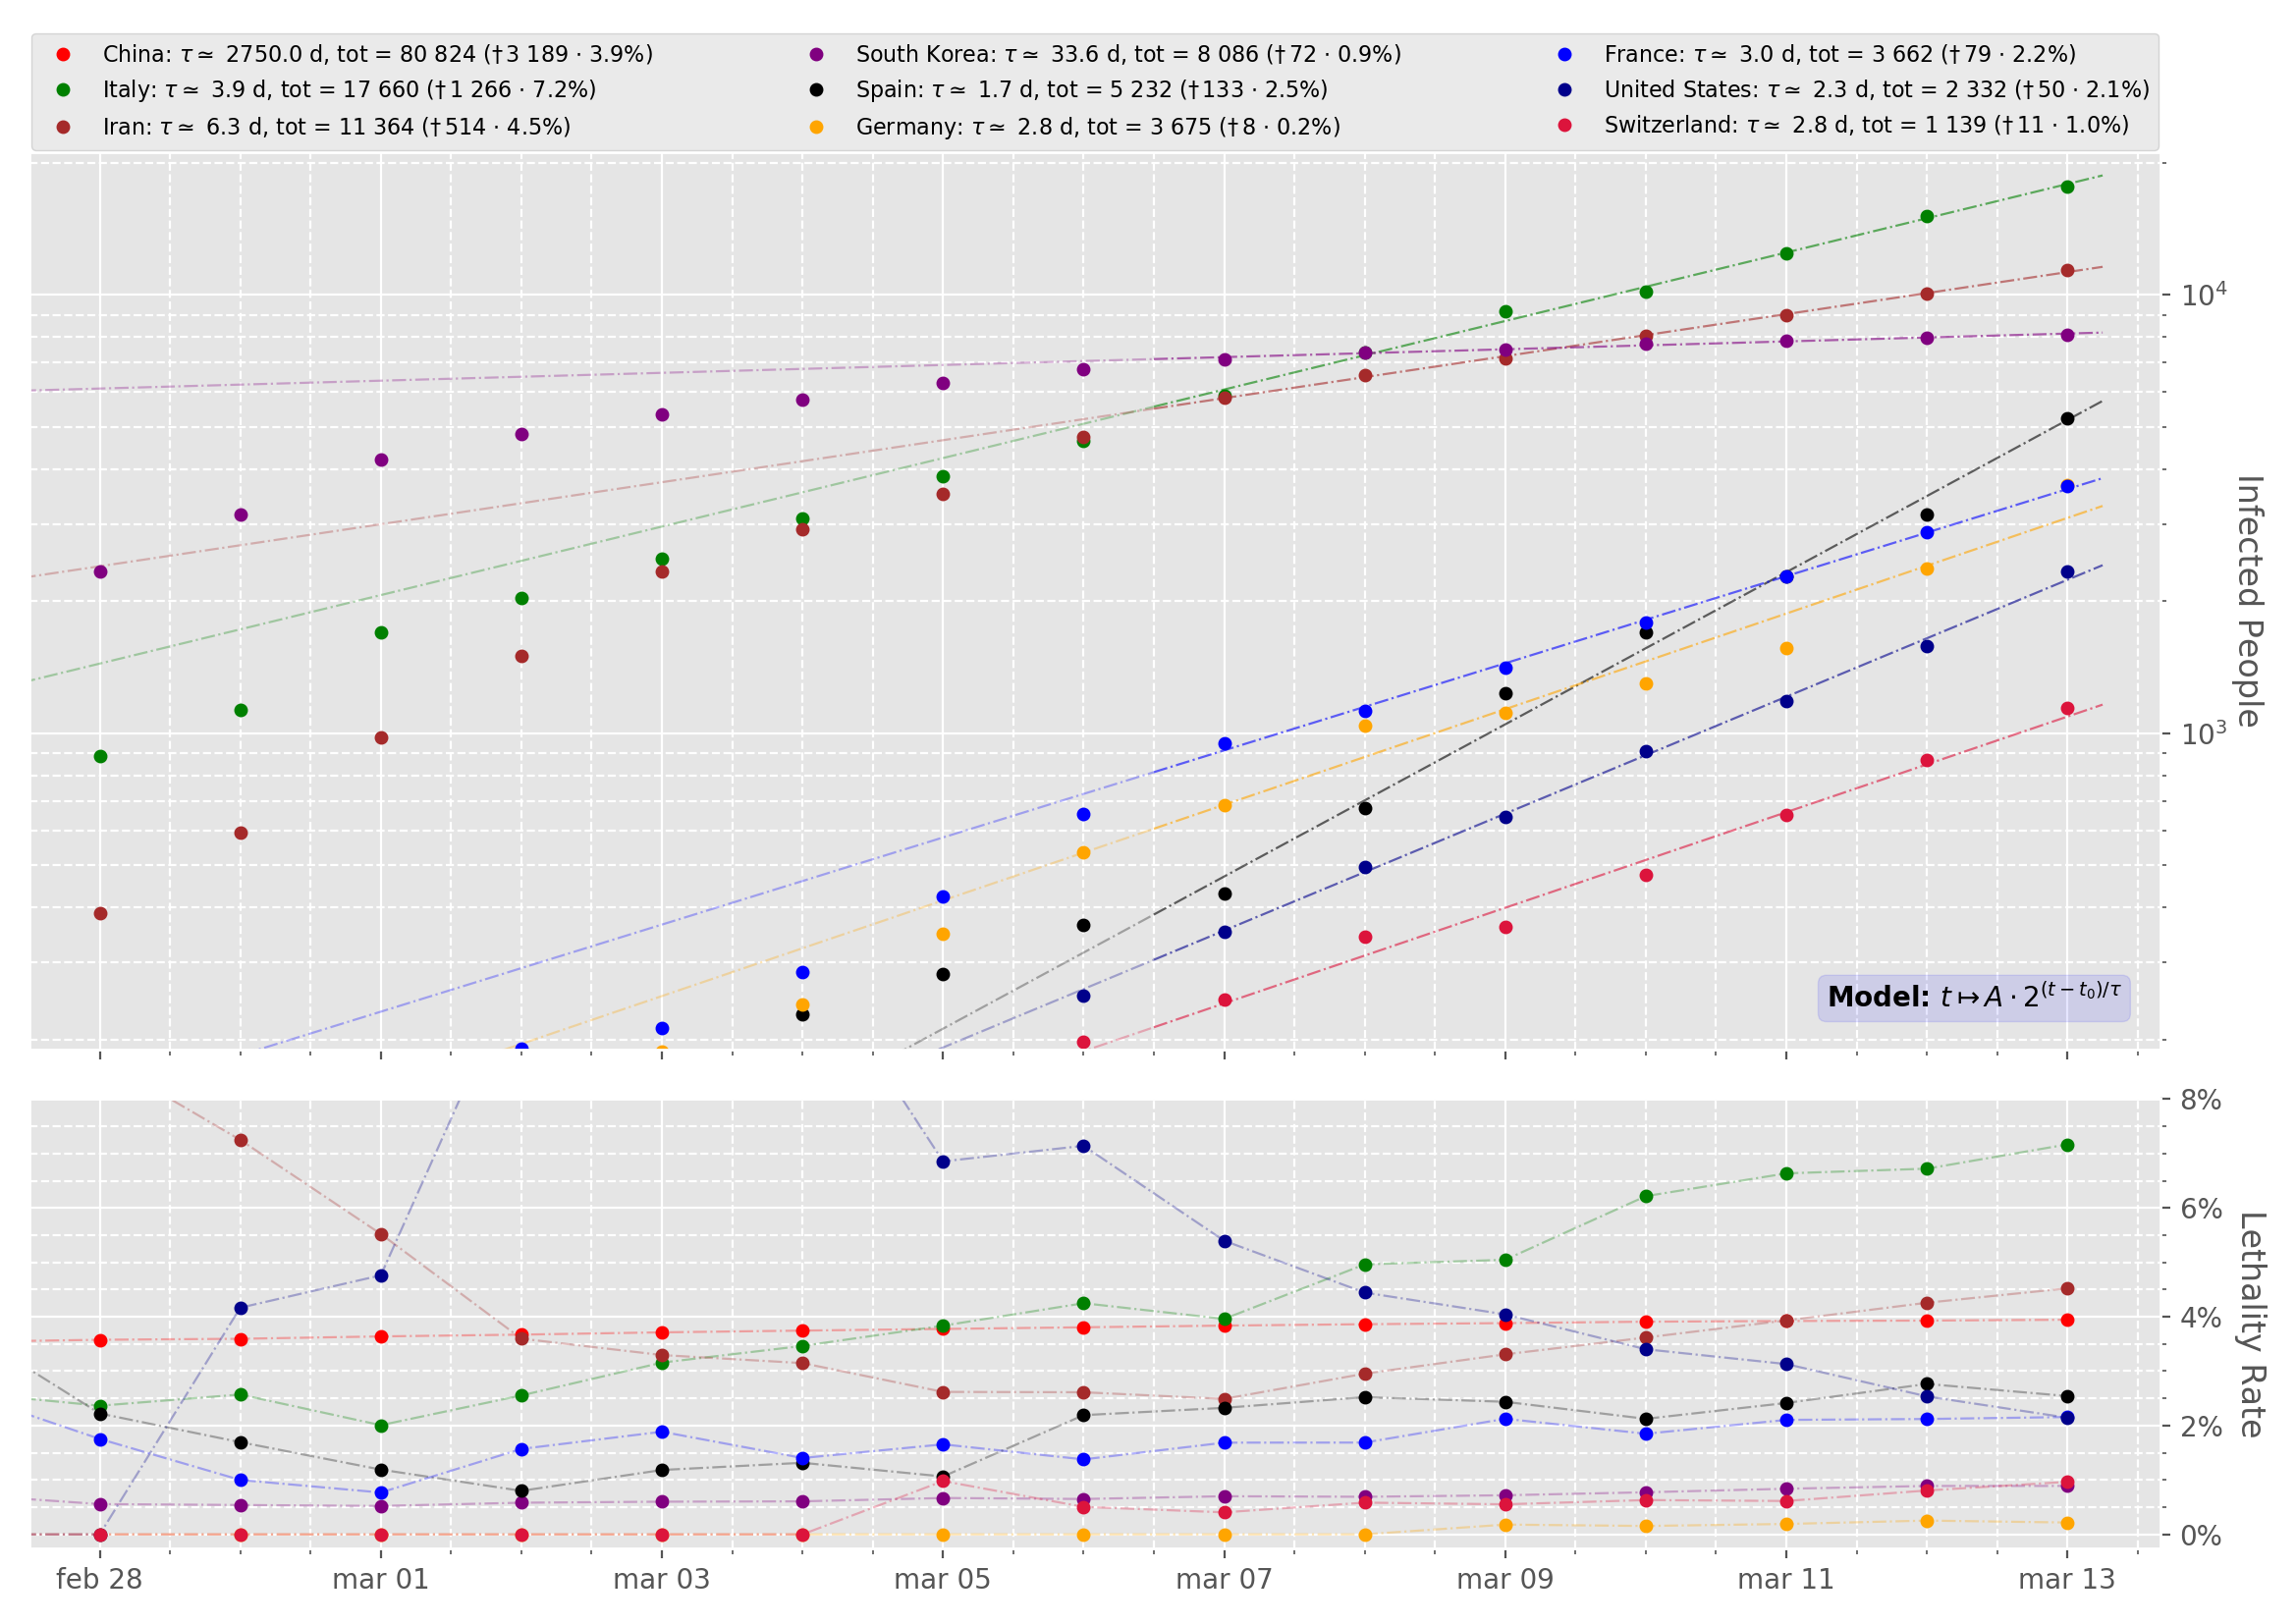 China: τ ≃ 2750.0 d, tot = 80 824 (†3 189 · 3.9%)
Italy: τ ≃ 3.9 d, tot = 17 660 (†1 266 · 7.2%)
Iran: τ ≃ 6.3 d, tot = 11 364 (†514 · 4.5%)
South Korea: τ ≃ 33.6 d, tot = 8 086 (†72 · 0.9%)
Spain: τ ≃ 1.7 d, tot = 5 232 (†133 · 2.5%)
Germany: τ ≃ 2.8 d, tot = 3 675 (†8 · 0.2%)
France: τ ≃ 3.0 d, tot = 3 662 (†79 · 2.2%)
United States: τ ≃ 2.3 d, tot = 2 332 (†50 · 2.1%)
Switzerland: τ ≃ 2.8 d, tot = 1 139 (†11 · 1.0%)
10⁴
10³
Infected People
Model: t ↦ A · 2^{(t − t₀)/τ}
8%
6%
4%
2%
0%
Lethality Rate
feb 28 mar 01 mar 03 mar 05 mar 07 mar 09 mar 11 mar 13